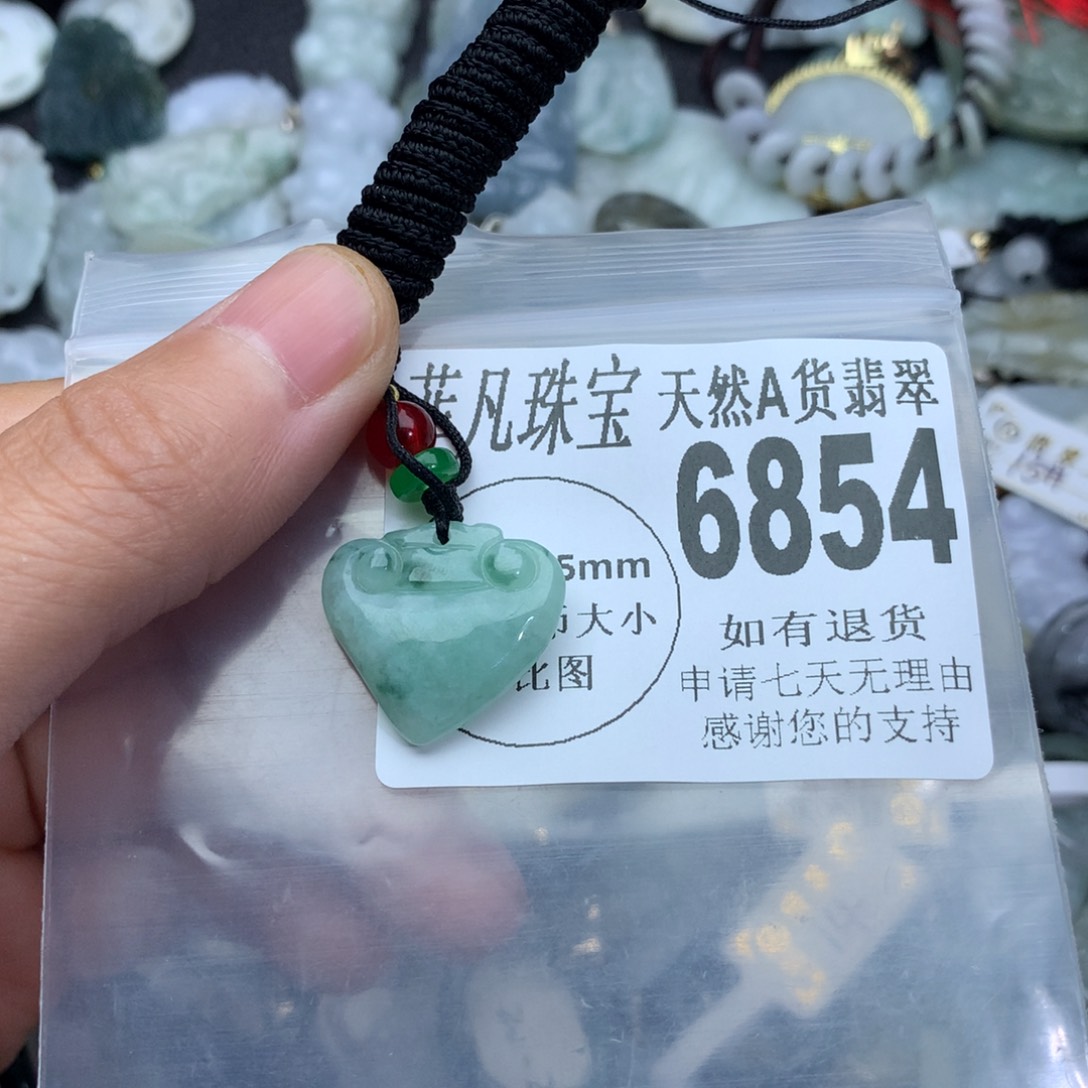 凡珠宝 天然A货翡翠
6854
5mm
大小
比图
如有退货
申请七天无理由
感谢您的支持